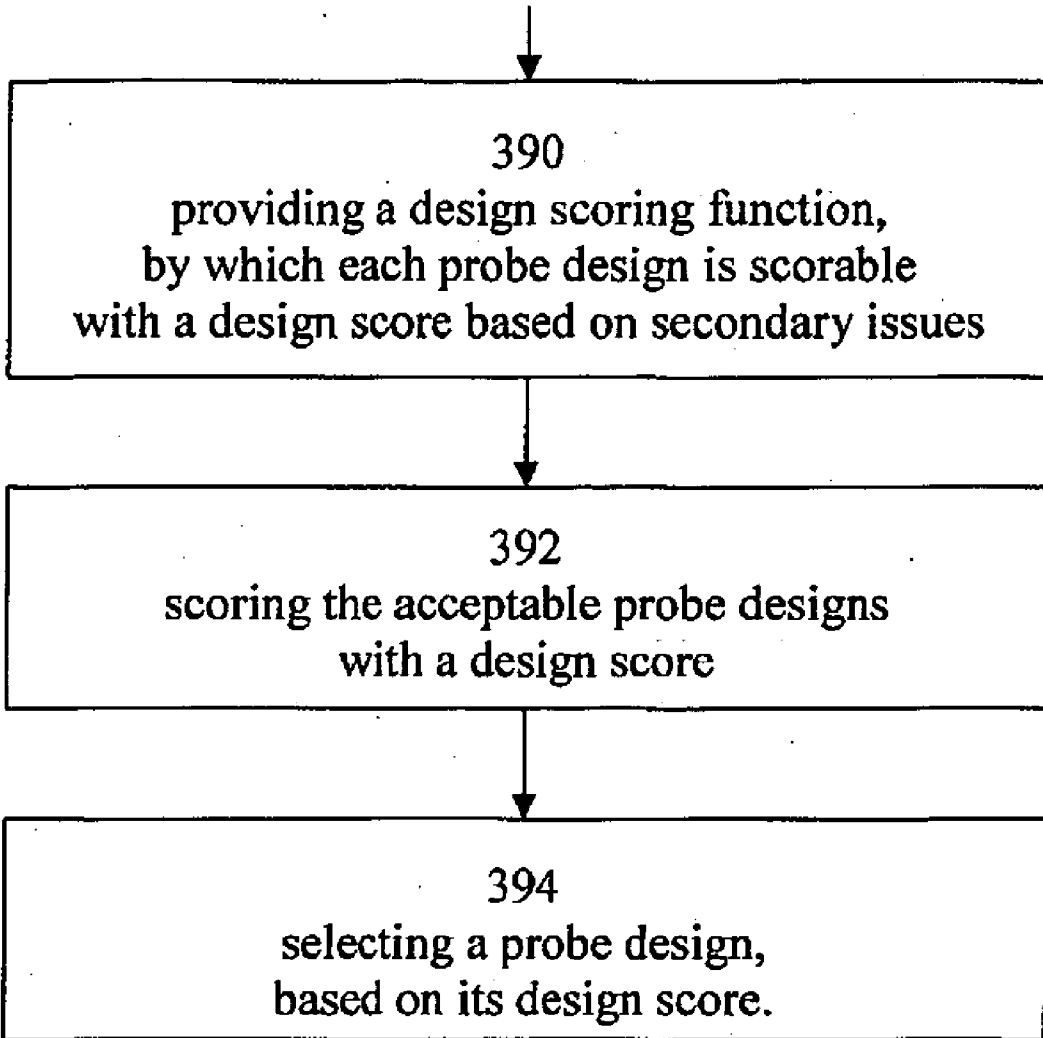 390
providing a design scoring function,
by which each probe design is scorable
with a design score based on secondary issues
392
scoring the acceptable probe designs
with a design score
394
selecting a probe design,
based on its design score.